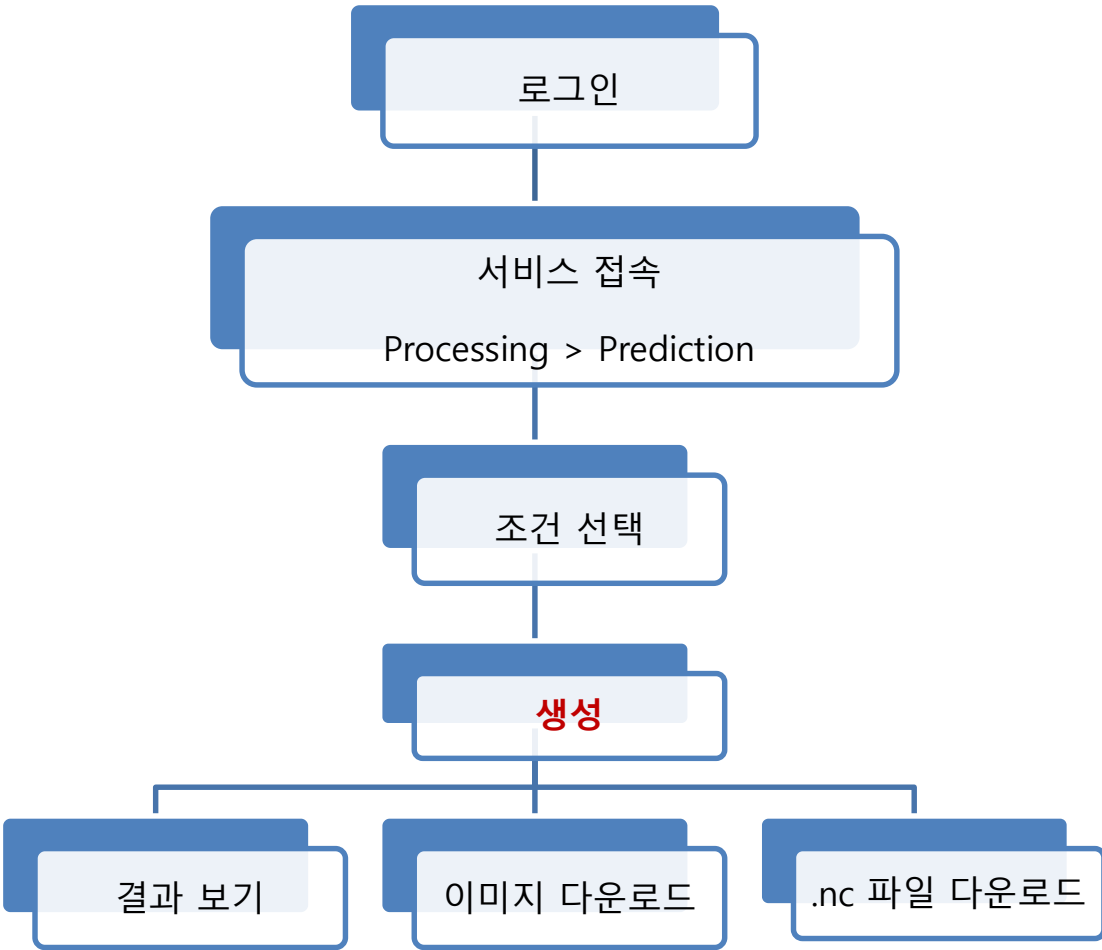 로그인
서비스 접속
Processing > Prediction
조건 선택
생성
결과 보기
이미지 다운로드
.nc 파일 다운로드